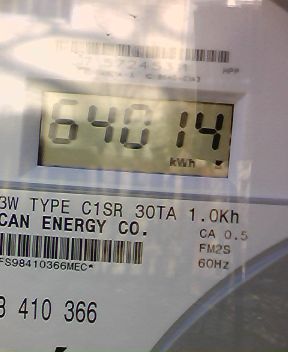 64014
kWh
3W TYPE C1SR 30TA 1.0Kh
CAN ENERGY CO.
CA 0.5
FM2S
60Hz
FS98410366MEC*
8 410 366